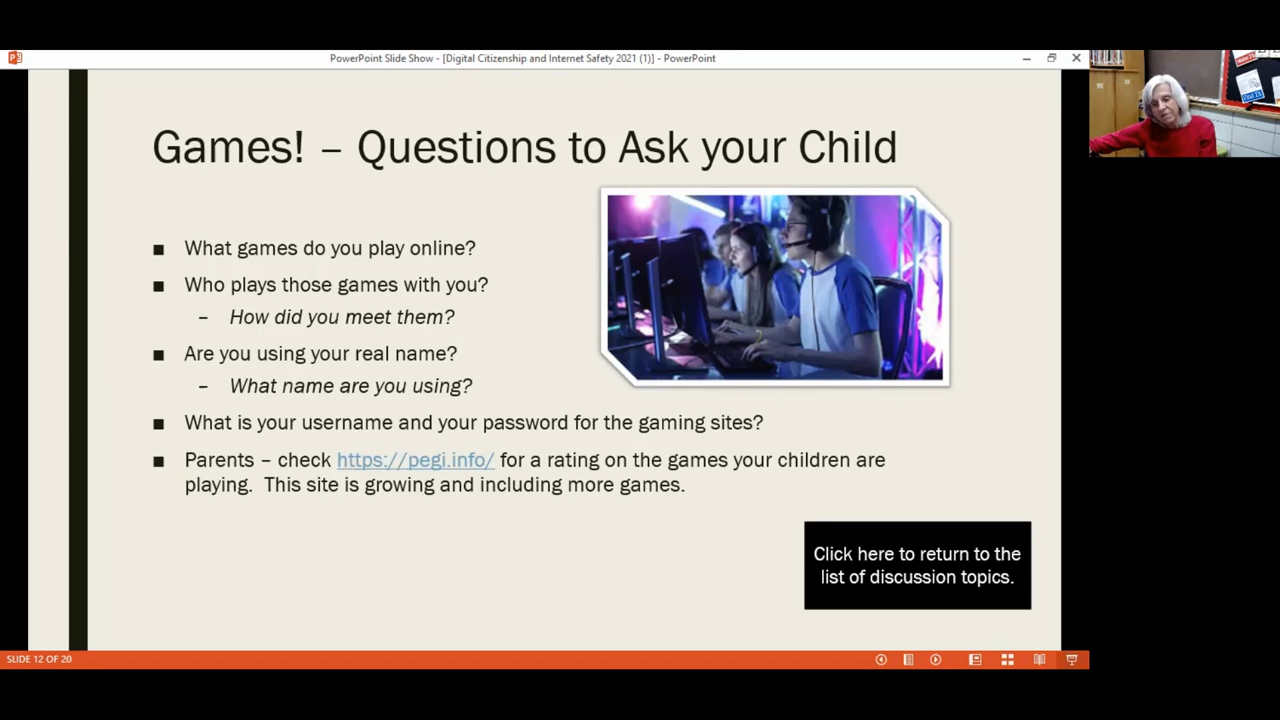 PowerPoint Slide Show - [Digital Citizenship and Internet Safety 2021 (1)] - PowerPoint
Games! – Questions to Ask your Child
■ What games do you play online?
■ Who plays those games with you?
– How did you meet them?
■ Are you using your real name?
– What name are you using?
■ What is your username and your password for the gaming sites?
■ Parents – check https://pegi.info/ for a rating on the games your children are
playing. This site is growing and including more games.
Click here to return to the
list of discussion topics.
SLIDE 12 OF 20